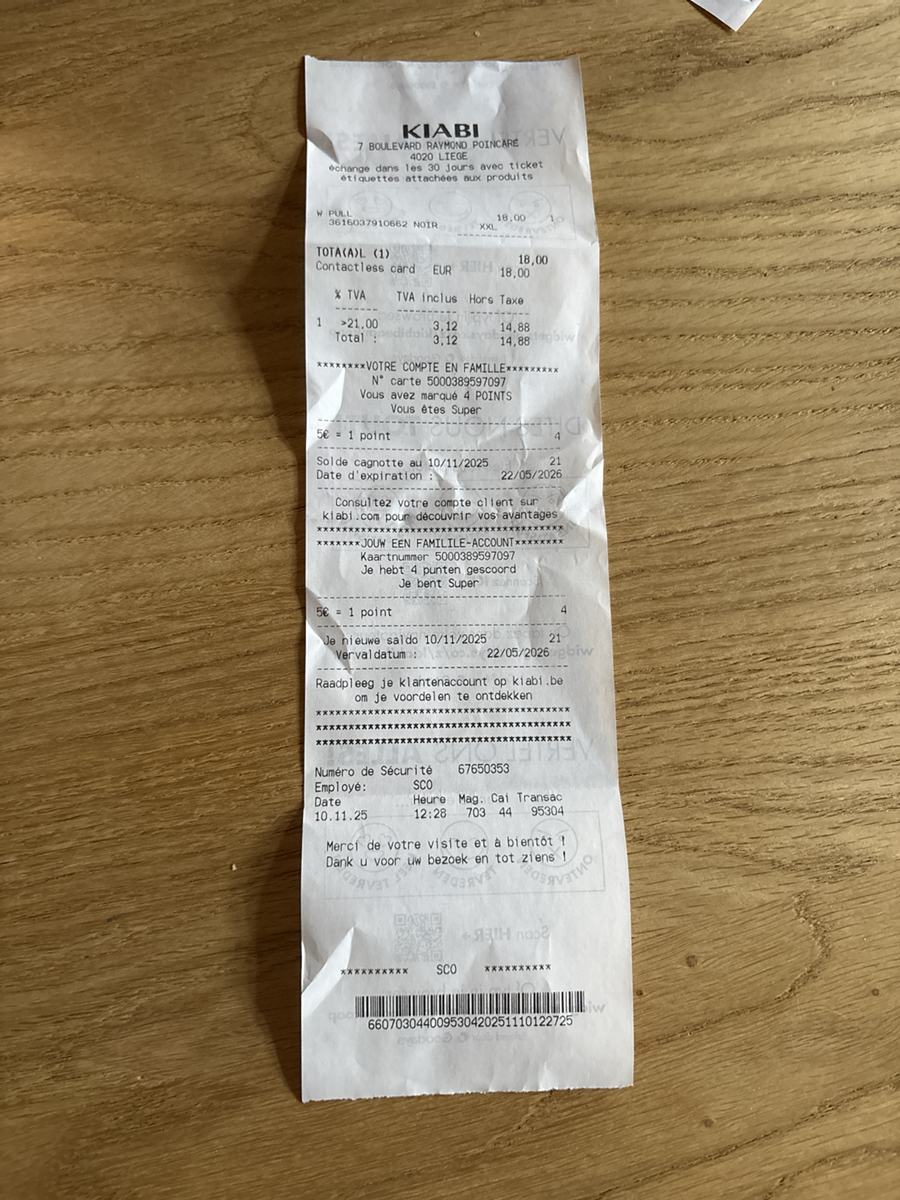 KIABI
7 BOULEVARD RAYMOND POINCARE
4020 LIEGE
échange dans les 30 jours avec ticket
étiquettes attachées aux produits
W PULL 18,00 1
3616037910662 NOIR XXL
TOTA(A)L (1) 18,00
Contactless card EUR 18,00
% TVA TVA inclus Hors Taxe
1 >21,00 3,12 14,88
Total : 3,12 14,88
********VOTRE COMPTE EN FAMILLE*********
N° carte 5000389597097
Vous avez marqué 4 POINTS
Vous êtes Super
5€ = 1 point 4
Solde cagnotte au 10/11/2025 21
Date d'expiration : 22/05/2026
Consultez votre compte client sur
kiabi.com pour découvrir vos avantages
****************************************
*******JOUW EEN FAMILILE-ACCOUNT********
Kaartnummer 5000389597097
Je hebt 4 punten gescoord
Je bent Super
5€ = 1 point 4
Je nieuwe saldo 10/11/2025 21
Vervaldatum : 22/05/2026
Raadpleeg je klantenaccount op kiabi.be
om je voordelen te ontdekken
****************************************
****************************************
****************************************
Numéro de Sécurité 67650353
Employé: SCO
Date Heure Mag. Cai Transac
10.11.25 12:28 703 44 95304
Merci de votre visite et à bientôt !
Dank u voor uw bezoek en tot ziens !
********** SCO **********
660703044009530420251110122725